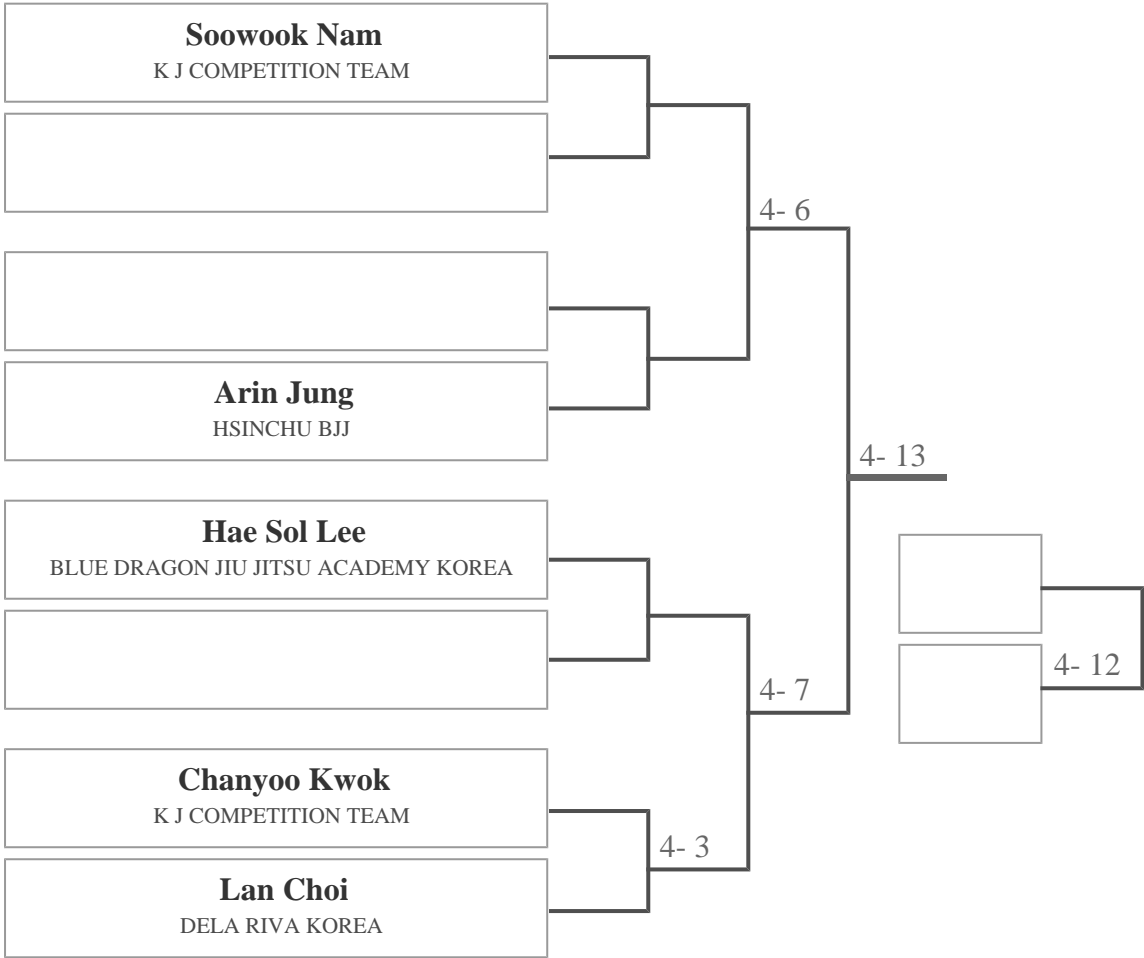 Soowook Nam
K J COMPETITION TEAM
4- 6
Arin Jung
HSINCHU BJJ
4- 13
Hae Sol Lee
BLUE DRAGON JIU JITSU ACADEMY KOREA
4- 7
4- 12
Chanyoo Kwok
K J COMPETITION TEAM
4- 3
Lan Choi
DELA RIVA KOREA